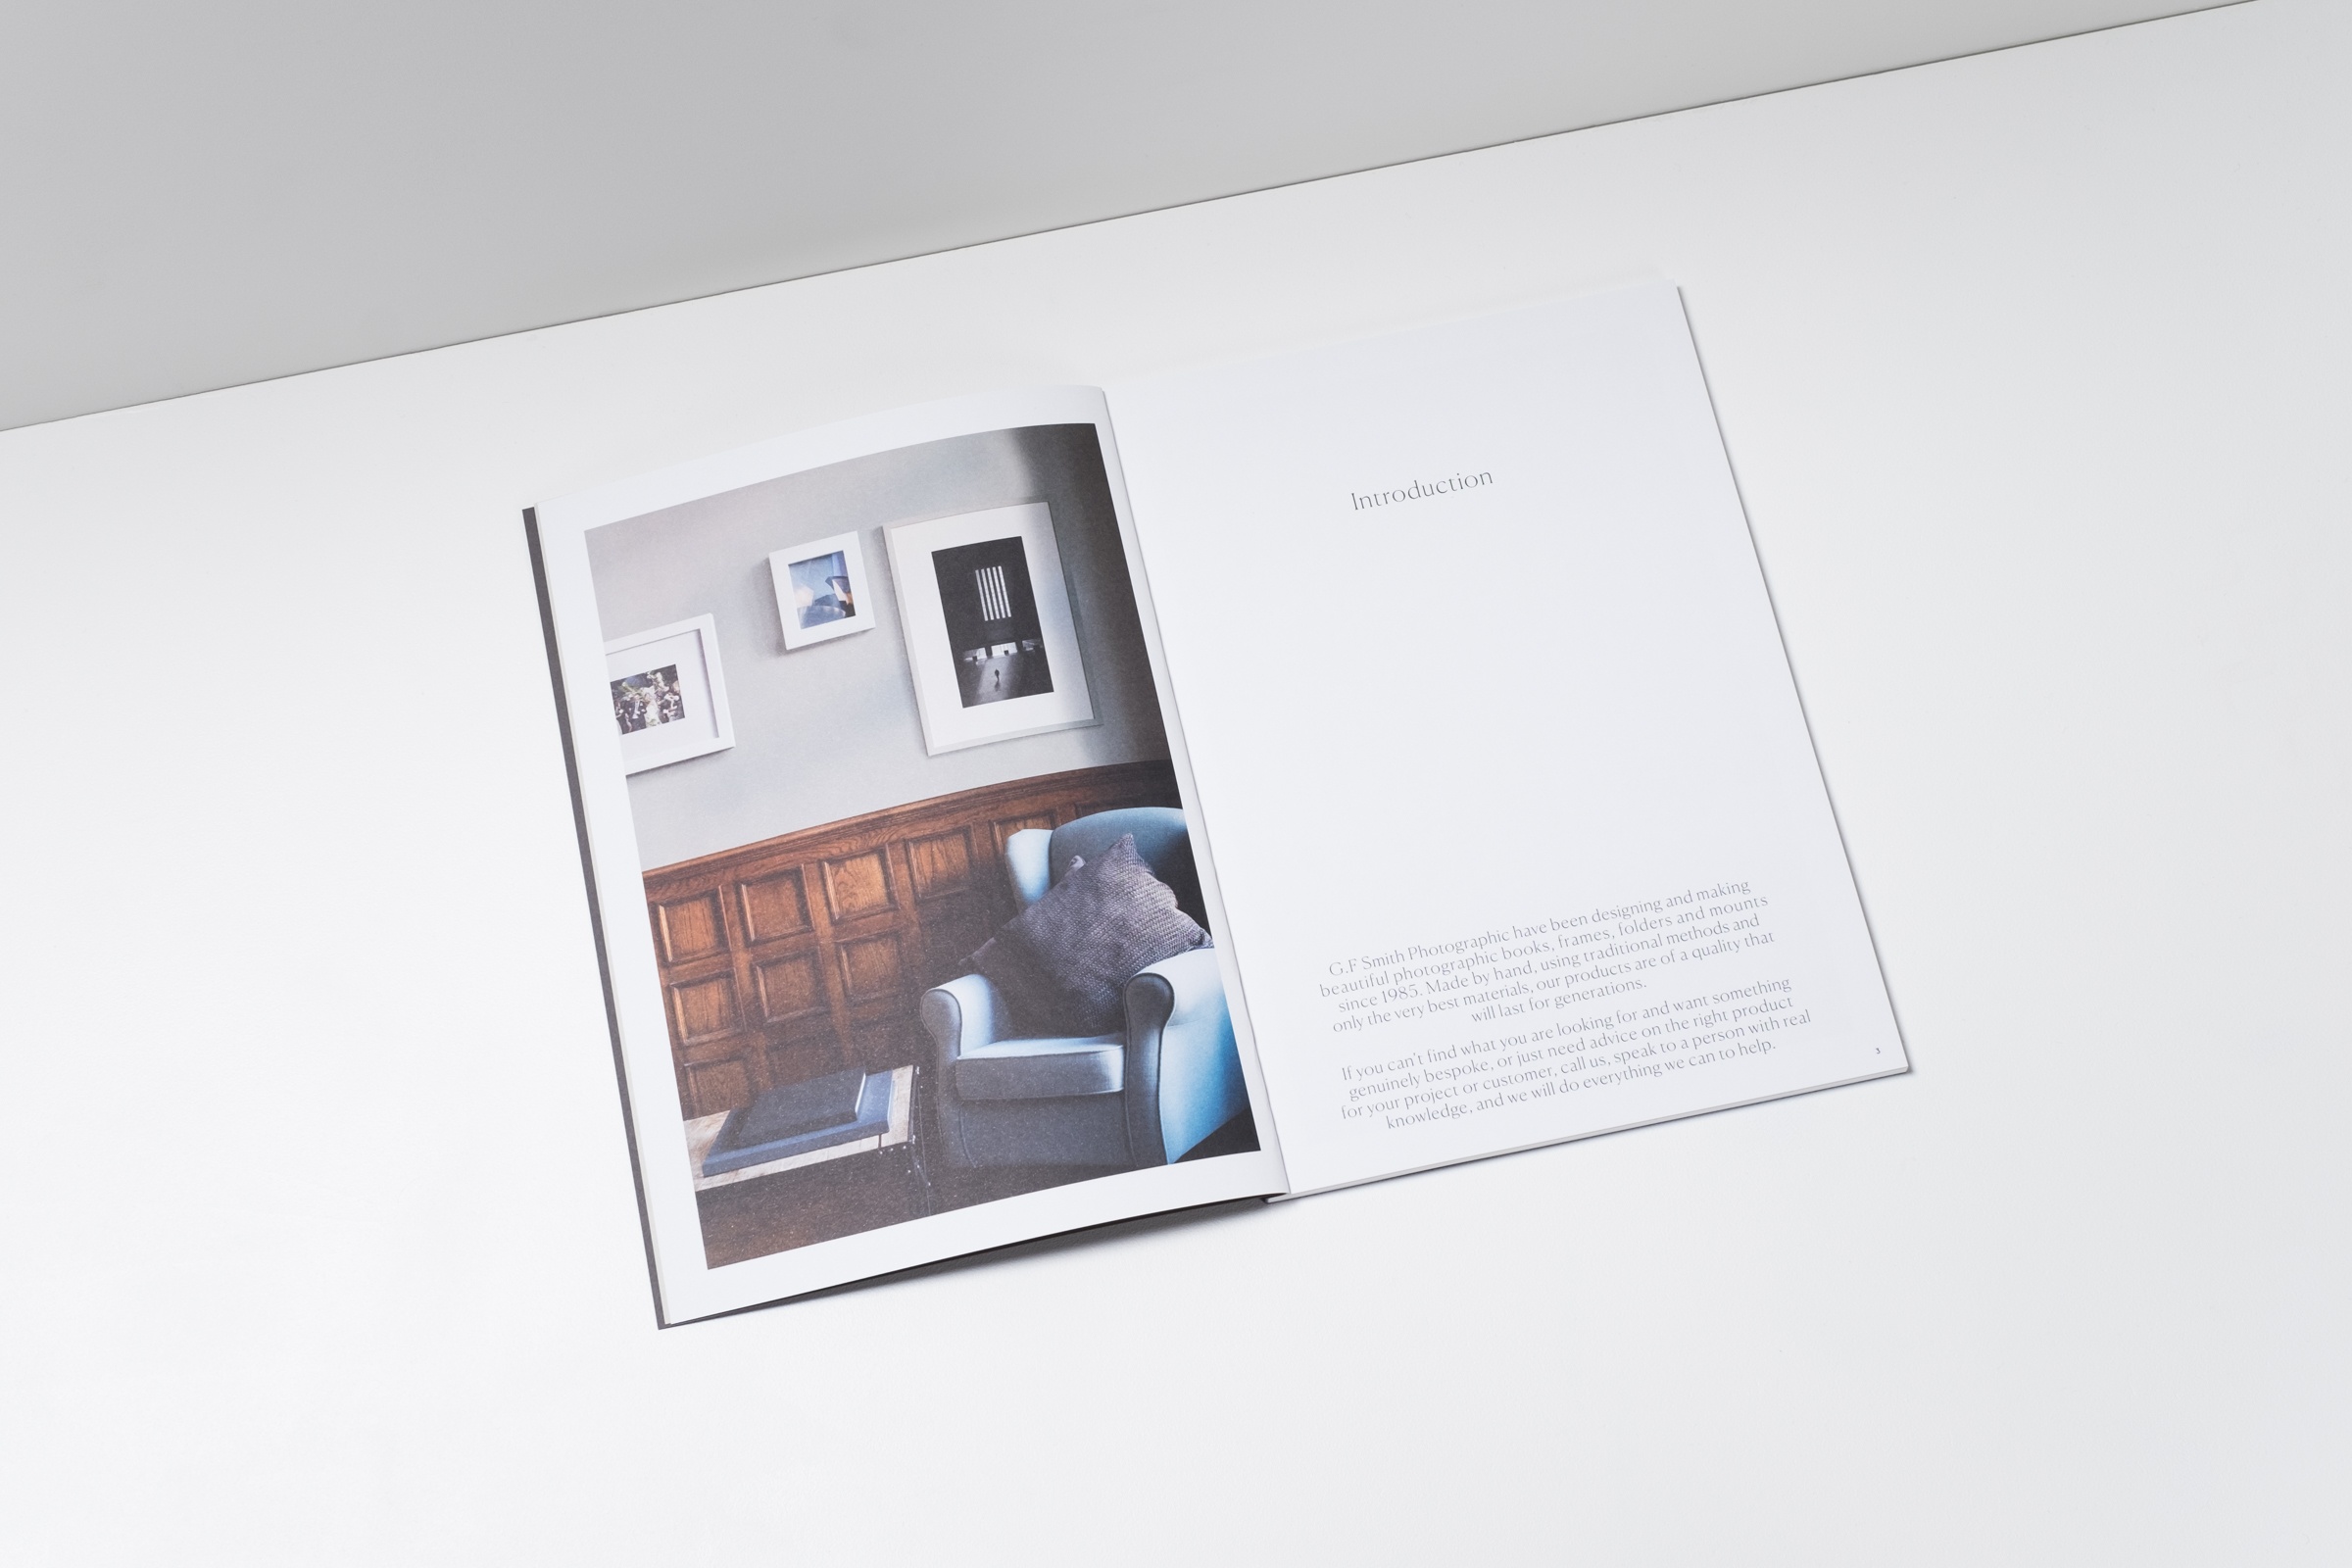 Introduction
G.F Smith Photographic have been designing and making
beautiful photographic books, frames, folders and mounts
since 1985. Made by hand, using traditional methods and
only the very best materials, our products are of a quality that
will last for generations.
If you can't find what you are looking for and want something
genuinely bespoke, or just need advice on the right product
for your project or customer, call us, speak to a person with real
knowledge, and we will do everything we can to help.
3